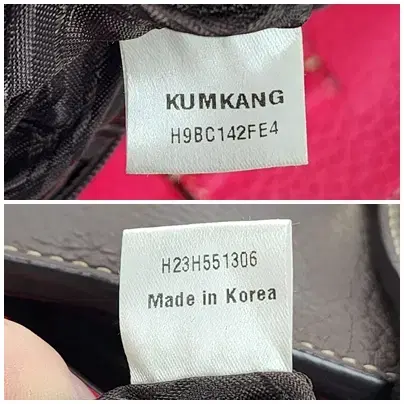 KUMKANG
H9BC142FE4
H23H551306
Made in Korea